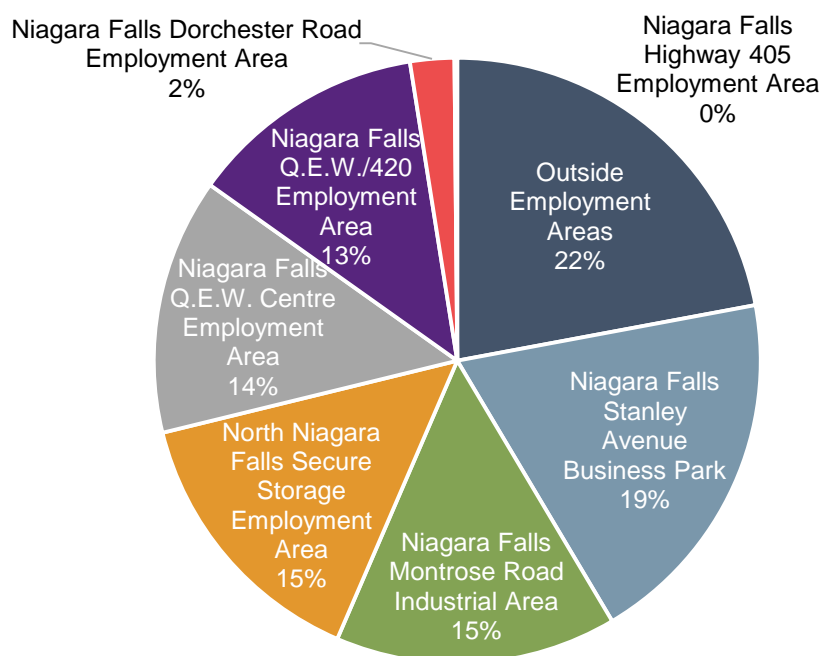 Niagara Falls Dorchester Road
Employment Area
2%
Niagara Falls
Highway 405
Employment Area
0%
Outside
Employment
Areas
22%
Niagara Falls
Stanley
Avenue
Business Park
19%
Niagara Falls
Montrose Road
Industrial Area
15%
North Niagara
Falls Secure
Storage
Employment
Area
15%
Niagara Falls
Q.E.W. Centre
Employment
Area
14%
Niagara Falls
Q.E.W./420
Employment
Area
13%